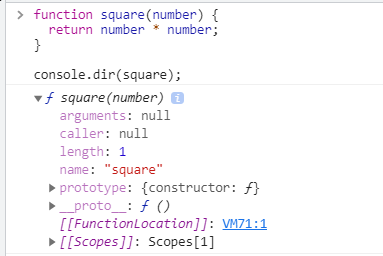 > function square(number) {
return number * number;
}
console.dir(square);
▼ƒ square(number) i
arguments: null
caller: null
length: 1
name: "square"
▶prototype: {constructor: ƒ}
▶__proto__: ƒ ()
[[FunctionLocation]]: VM71:1
▶[[Scopes]]: Scopes[1]